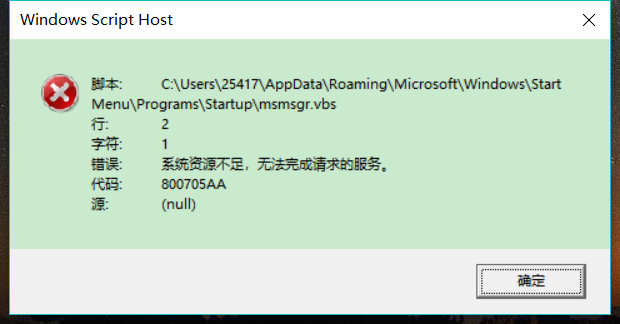 Windows Script Host
脚本: C:\Users\25417\AppData\Roaming\Microsoft\Windows\Start
Menu\Programs\Startup\msmsgr.vbs
行: 2
字符: 1
错误: 系统资源不足，无法完成请求的服务。
代码: 800705AA
源: (null)
确定